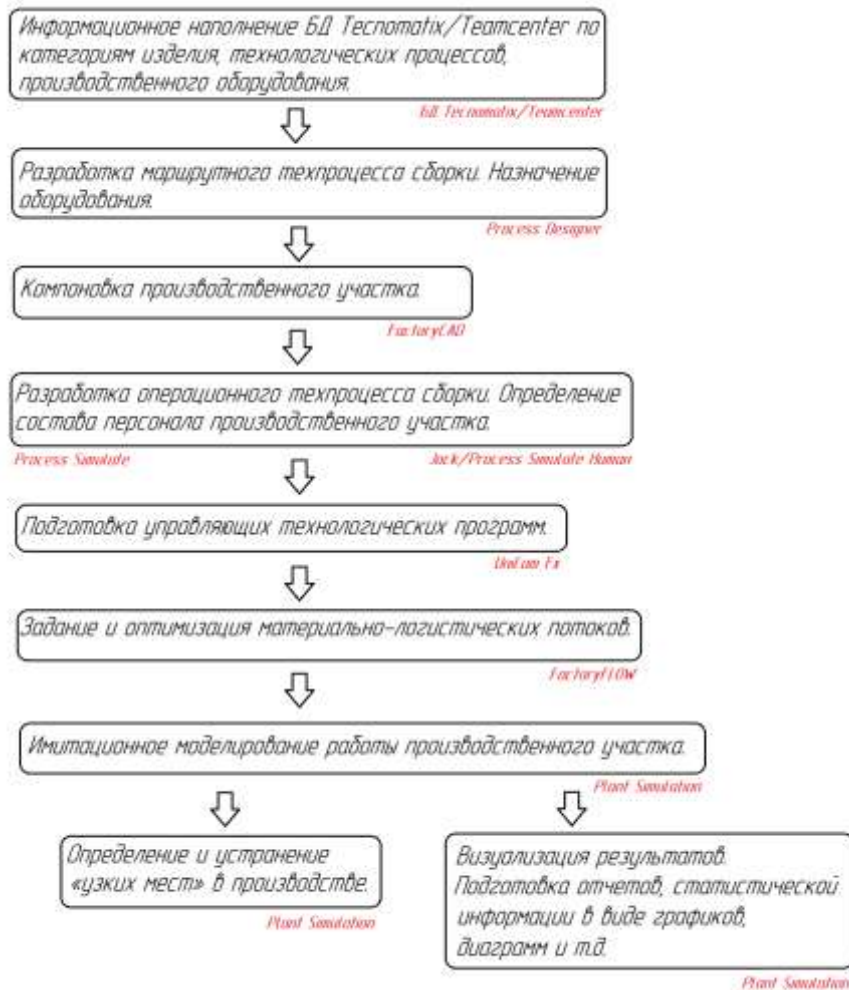 Информационное наполнение БД Tecnomatix/Teamcenter по
категориям изделия, технологических процессов,
производственного оборудования.
БД Tecnomatix/Teamcenter
Разработка маршрутного техпроцесса сборки. Назначение
оборудования.
Process Designer
Компоновка производственного участка.
FactoryCAD
Разработка операционного техпроцесса сборки. Определение
состава персонала производственного участка.
Process Simulate
Jack/Process Simulate Human
Подготовка управляющих технологических программ.
UniCam Fx
Задание и оптимизация материально-логистических потоков.
FactoryFLOW
Имитационное моделирование работы производственного участка.
Plant Simulation
Определение и устранение
«узких мест» в производстве.
Plant Simulation
Визуализация результатов.
Подготовка отчетов, статистической
информации в виде графиков,
диаграмм и т.д.
Plant Simulation